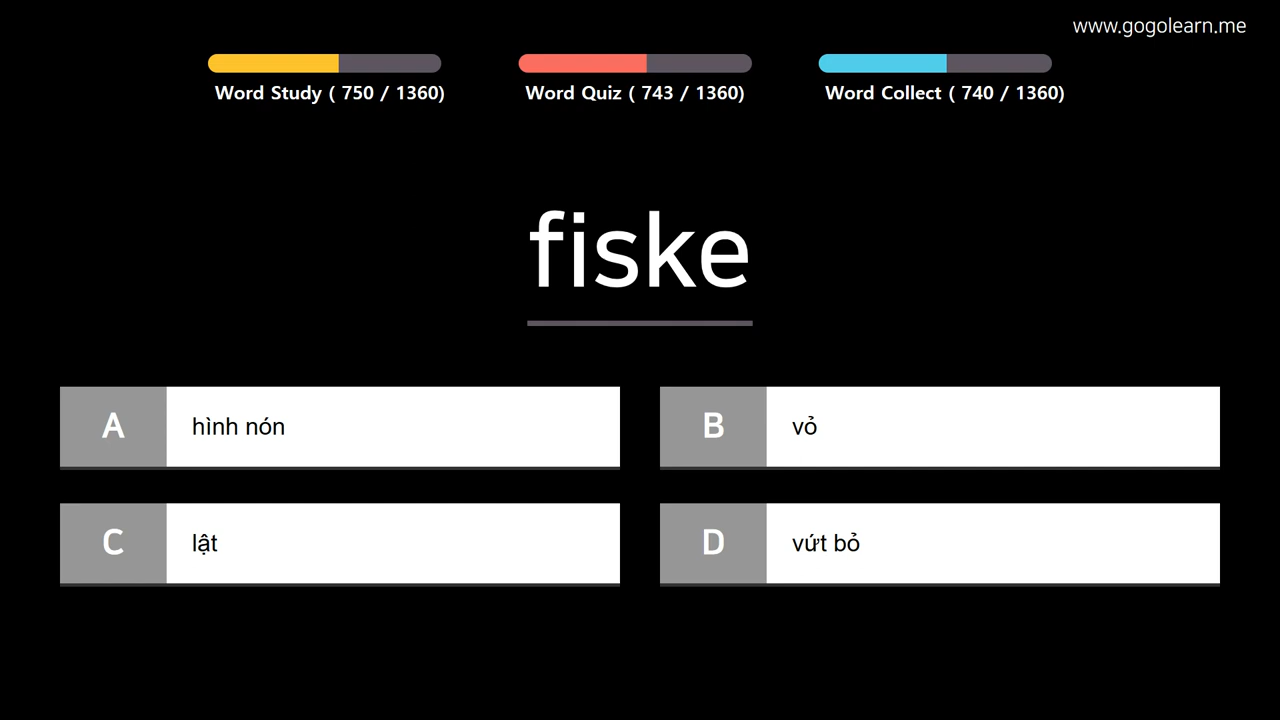 www.gogolearn.me
Word Study ( 750 / 1360)
Word Quiz ( 743 / 1360)
Word Collect ( 740 / 1360)
fiske
A hình nón
B vỏ
C lật
D vứt bỏ